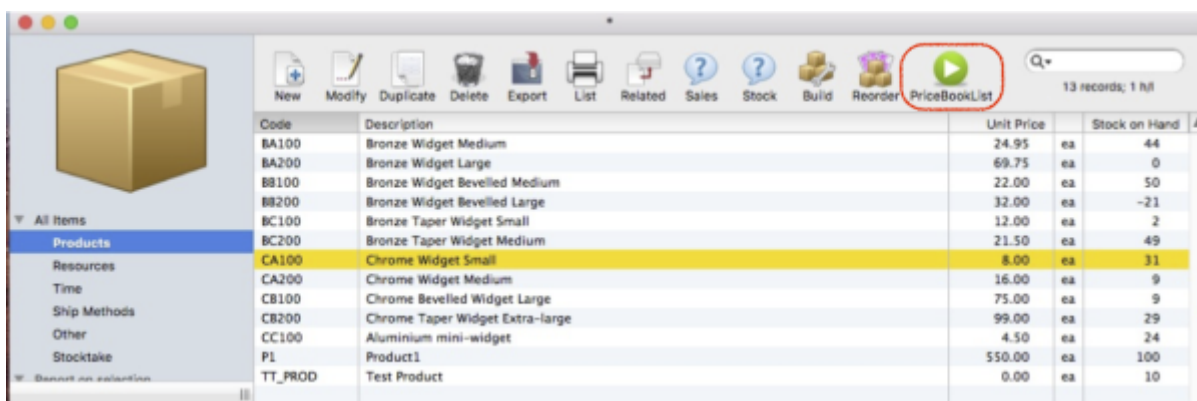 New Modify Duplicate Delete Export List Related Sales Stock Build Reorder PriceBookList
13 records; 1 h/l
All Items
Products
Resources
Time
Ship Methods
Other
Stocktake
Report on selection
Code Description Unit Price Stock on Hand
BA100 Bronze Widget Medium 24.95 ea 44
BA200 Bronze Widget Large 69.75 ea 0
BB100 Bronze Widget Bevelled Medium 22.00 ea 50
BB200 Bronze Widget Bevelled Large 32.00 ea -21
BC100 Bronze Taper Widget Small 12.00 ea 2
BC200 Bronze Taper Widget Medium 21.50 ea 49
CA100 Chrome Widget Small 8.00 ea 31
CA200 Chrome Widget Medium 16.00 ea 9
CB100 Chrome Bevelled Widget Large 75.00 ea 9
CB200 Chrome Taper Widget Extra-large 99.00 ea 29
CC100 Aluminium mini-widget 4.50 ea 24
P1 Product1 550.00 ea 100
TT_PROD Test Product 0.00 ea 10